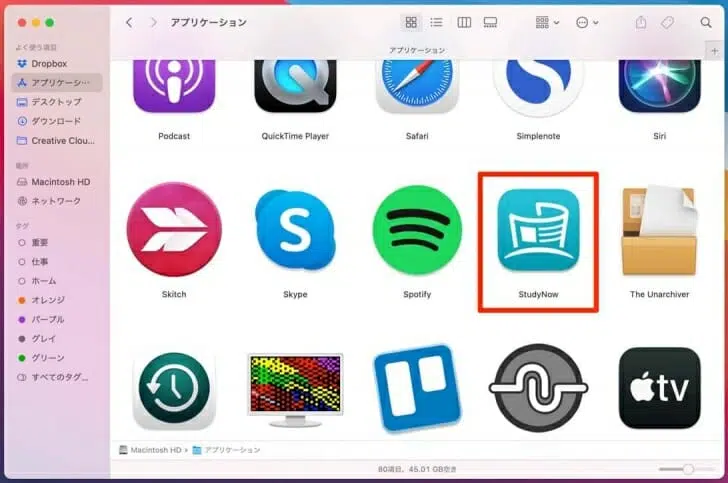 アプリケーション
アプリケーション
よく使う項目
Dropbox
アプリケーシ…
デスクトップ
ダウンロード
Creative Clou...
場所
Macintosh HD
ネットワーク
タグ
重要
仕事
ホーム
オレンジ
パープル
グレイ
グリーン
すべてのタグ...
Podcast
QuickTime Player
Safari
Simplenote
Siri
Skitch
Skype
Spotify
StudyNow
The Unarchiver
tv
Macintosh HD › アプリケーション
80項目、45.01 GB空き